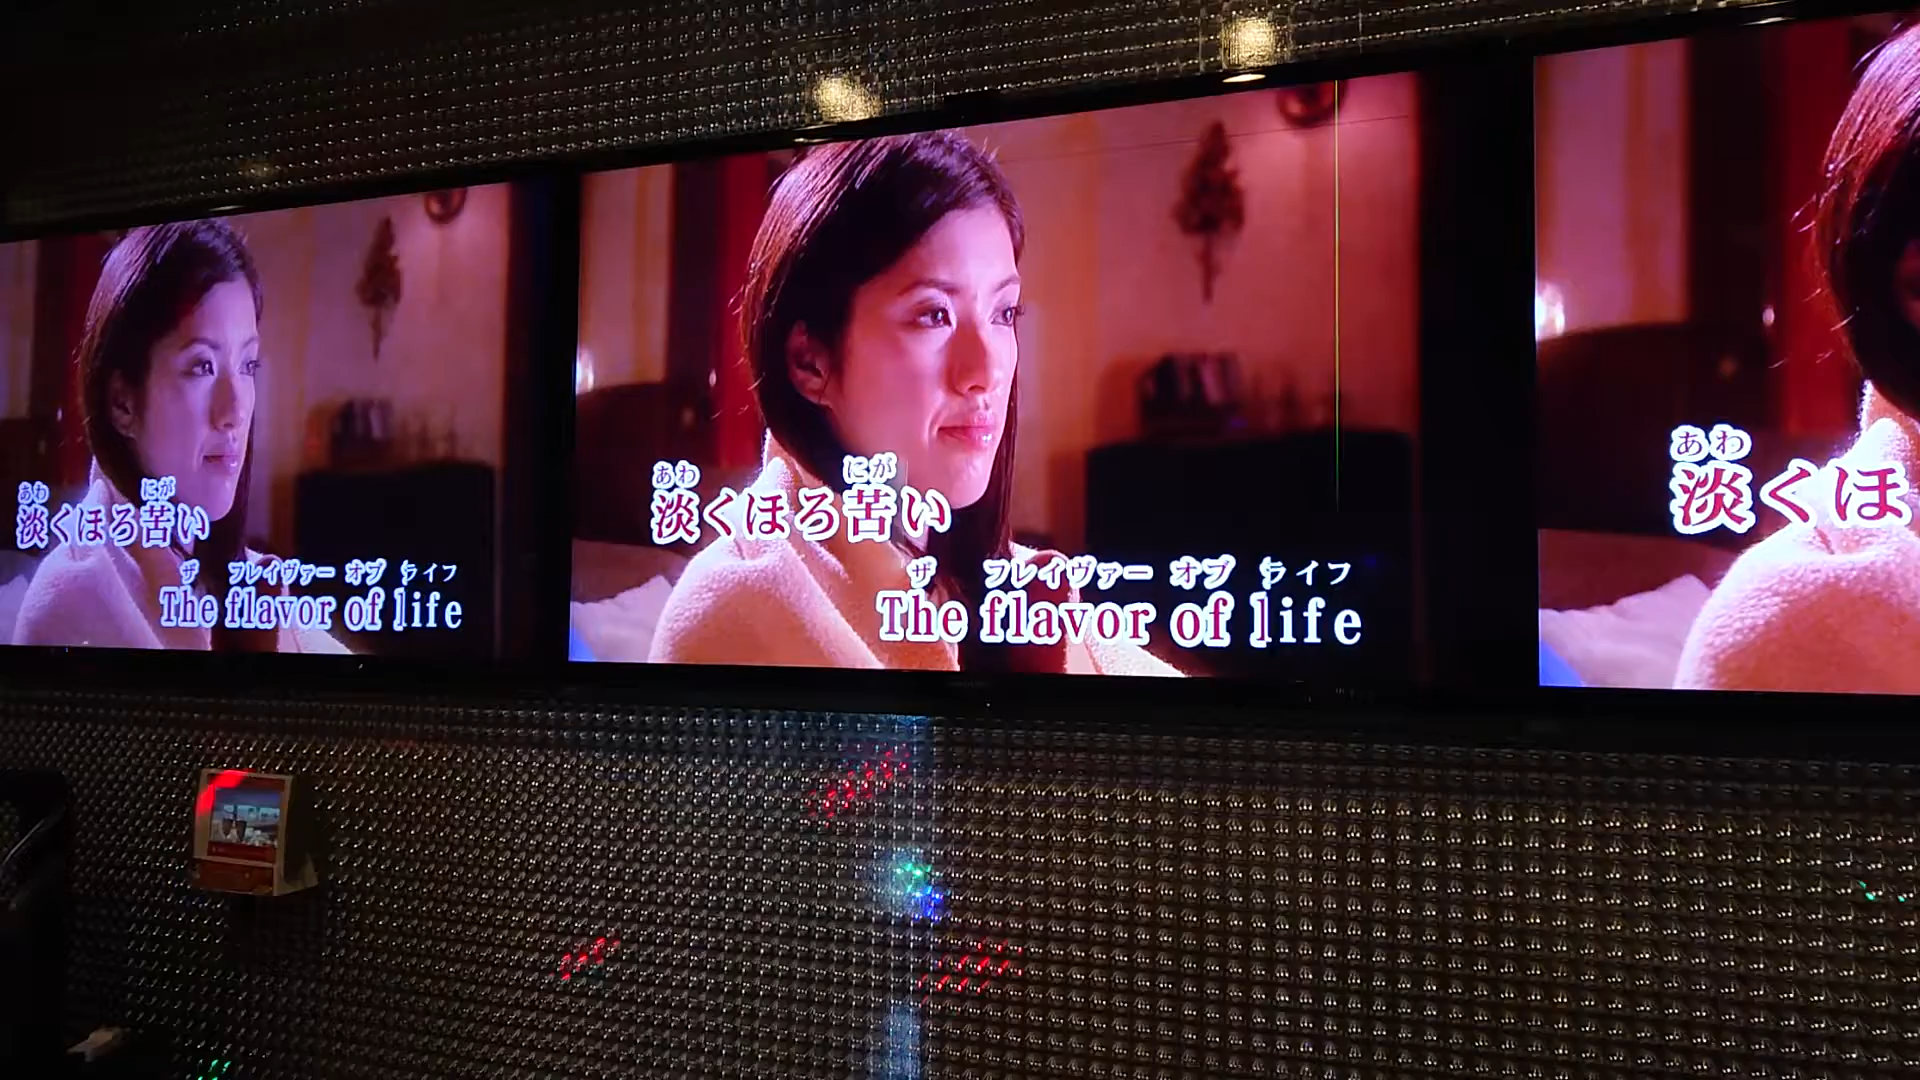 あわ にが
淡くほろ苦い
ザ フレイヴァー オブ ライフ
The flavor of life
あわ にが
淡くほろ苦い
ザ フレイヴァー オブ ライフ
The flavor of life
あわ
淡くほ